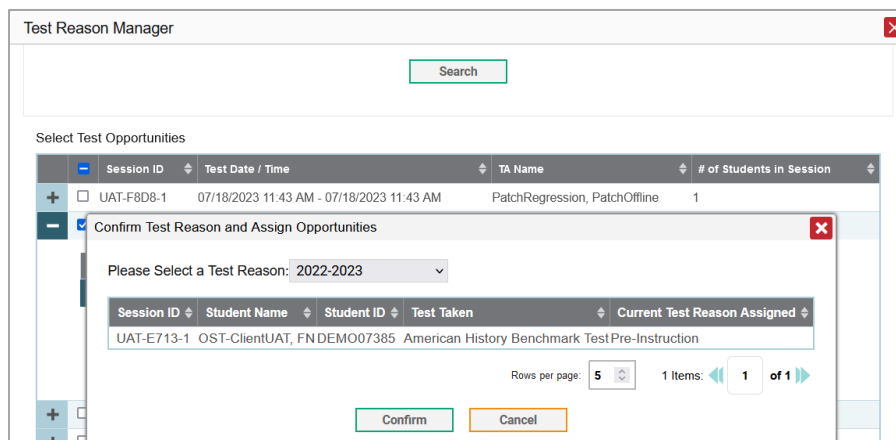 Test Reason Manager
Search
Select Test Opportunities
Session ID Test Date / Time TA Name # of Students in Session
UAT-F8D8-1 07/18/2023 11:43 AM - 07/18/2023 11:43 AM PatchRegression, PatchOffline 1
Confirm Test Reason and Assign Opportunities
Please Select a Test Reason: 2022-2023
Session ID Student Name Student ID Test Taken Current Test Reason Assigned
UAT-E713-1 OST-ClientUAT, FN DEMO07385 American History Benchmark Test Pre-Instruction
Rows per page: 5 1 Items: 1 of 1
Confirm Cancel